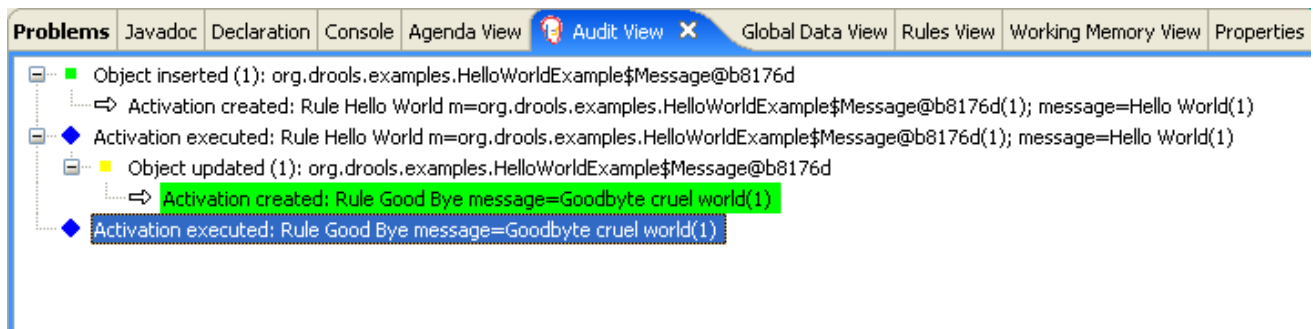 Problems Javadoc Declaration Console Agenda View Audit View Global Data View Rules View Working Memory View Properties
Object inserted (1): org.drools.examples.HelloWorldExample$Message@b8176d
Activation created: Rule Hello World m=org.drools.examples.HelloWorldExample$Message@b8176d(1); message=Hello World(1)
Activation executed: Rule Hello World m=org.drools.examples.HelloWorldExample$Message@b8176d(1); message=Hello World(1)
Object updated (1): org.drools.examples.HelloWorldExample$Message@b8176d
Activation created: Rule Good Bye message=Goodbyte cruel world(1)
Activation executed: Rule Good Bye message=Goodbyte cruel world(1)